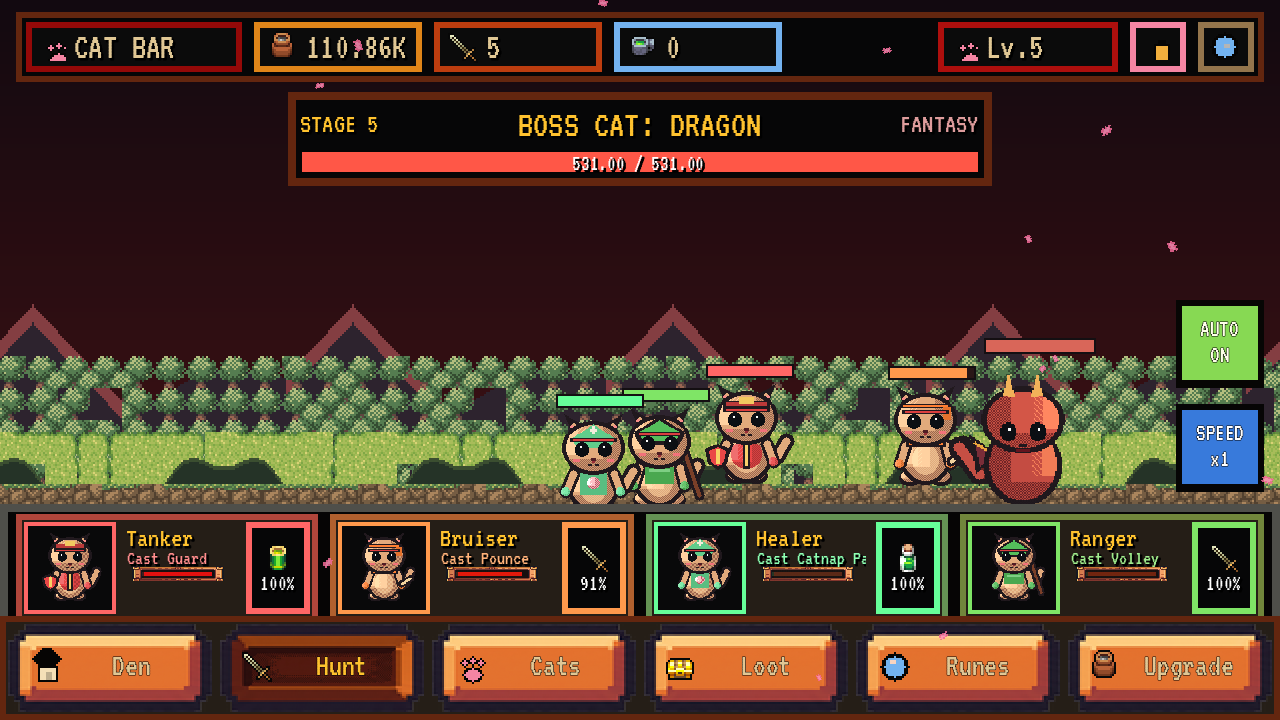 CAT BAR
110.86K
5
0
Lv.5
STAGE 5
BOSS CAT: DRAGON
FANTASY
531.00 / 531.00
AUTO
ON
SPEED
x1
Tanker
Cast Guard
100%
Bruiser
Cast Pounce
91%
Healer
Cast Catnap Pa
100%
Ranger
Cast Volley
100%
Den
Hunt
Cats
Loot
Runes
Upgrade